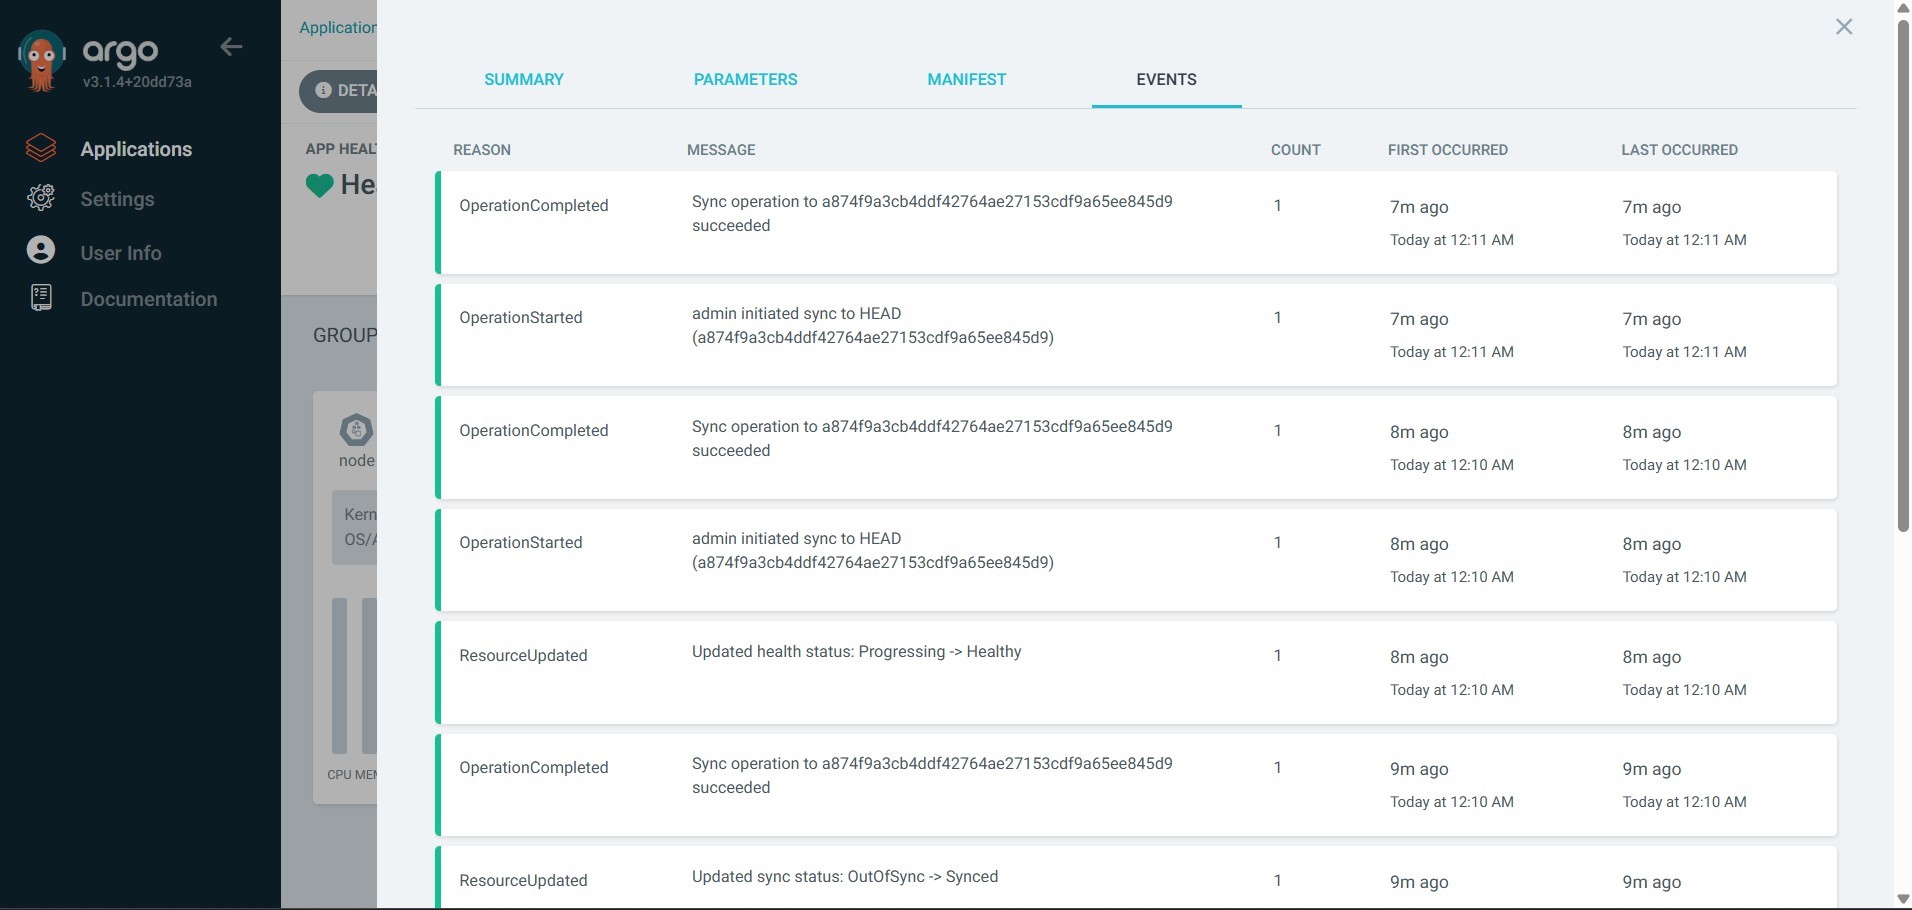 argo
v3.1.4+20dd73a
Applications
Settings
User Info
Documentation
Application
DETA
APP HEAL
He
GROUP
node
Kern
OS/A
CPU MEM
SUMMARY PARAMETERS MANIFEST EVENTS
REASON MESSAGE COUNT FIRST OCCURRED LAST OCCURRED
OperationCompleted Sync operation to a874f9a3cb4ddf42764ae27153cdf9a65ee845d9 1 7m ago 7m ago
succeeded Today at 12:11 AM Today at 12:11 AM
OperationStarted admin initiated sync to HEAD 1 7m ago 7m ago
(a874f9a3cb4ddf42764ae27153cdf9a65ee845d9) Today at 12:11 AM Today at 12:11 AM
OperationCompleted Sync operation to a874f9a3cb4ddf42764ae27153cdf9a65ee845d9 1 8m ago 8m ago
succeeded Today at 12:10 AM Today at 12:10 AM
OperationStarted admin initiated sync to HEAD 1 8m ago 8m ago
(a874f9a3cb4ddf42764ae27153cdf9a65ee845d9) Today at 12:10 AM Today at 12:10 AM
ResourceUpdated Updated health status: Progressing -> Healthy 1 8m ago 8m ago
Today at 12:10 AM Today at 12:10 AM
OperationCompleted Sync operation to a874f9a3cb4ddf42764ae27153cdf9a65ee845d9 1 9m ago 9m ago
succeeded Today at 12:10 AM Today at 12:10 AM
ResourceUpdated Updated sync status: OutOfSync -> Synced 1 9m ago 9m ago